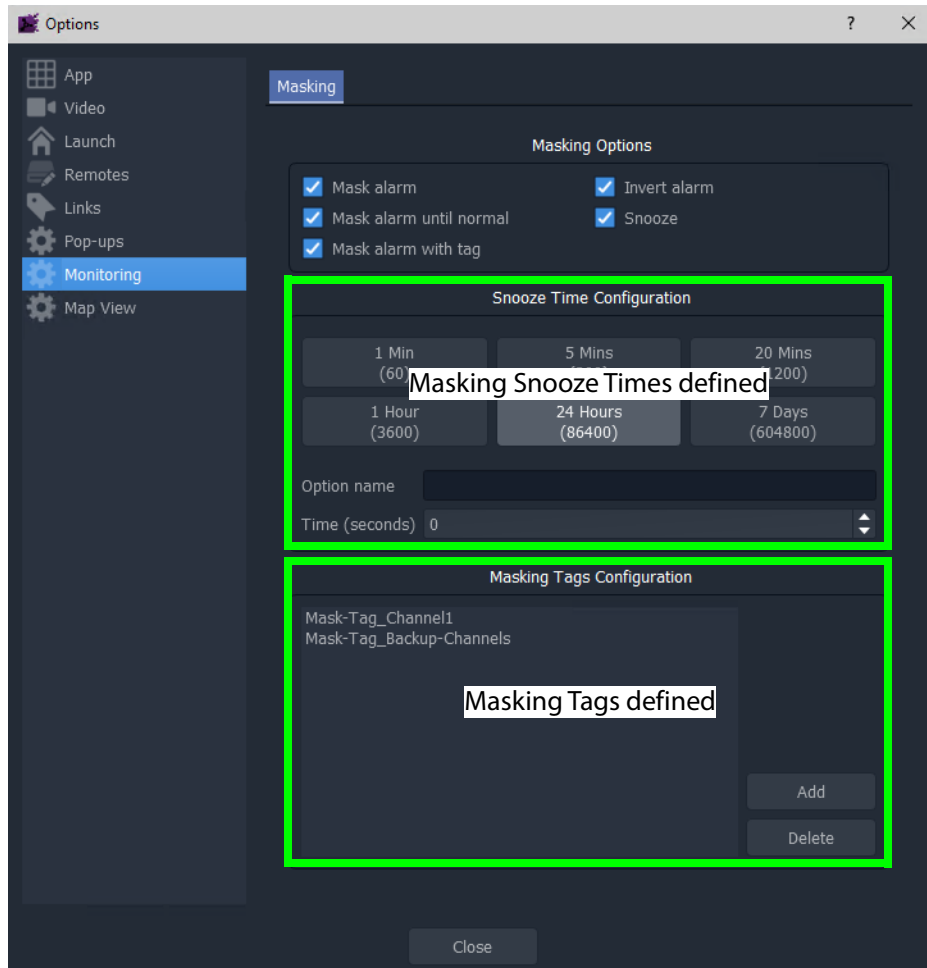 Options
?
App
Video
Launch
Remotes
Links
Pop-ups
Monitoring
Map View
Masking
Masking Options
Mask alarm
Invert alarm
Mask alarm until normal
Snooze
Mask alarm with tag
Snooze Time Configuration
1 Min 5 Mins 20 Mins
(60)
Masking Snooze Times defined
1 Hour 24 Hours 7 Days
(3600) (86400) (604800)
Option name
Time (seconds) 0
Masking Tags Configuration
Mask-Tag_Channel1
Mask-Tag_Backup-Channels
Masking Tags defined
Add
Delete
Close